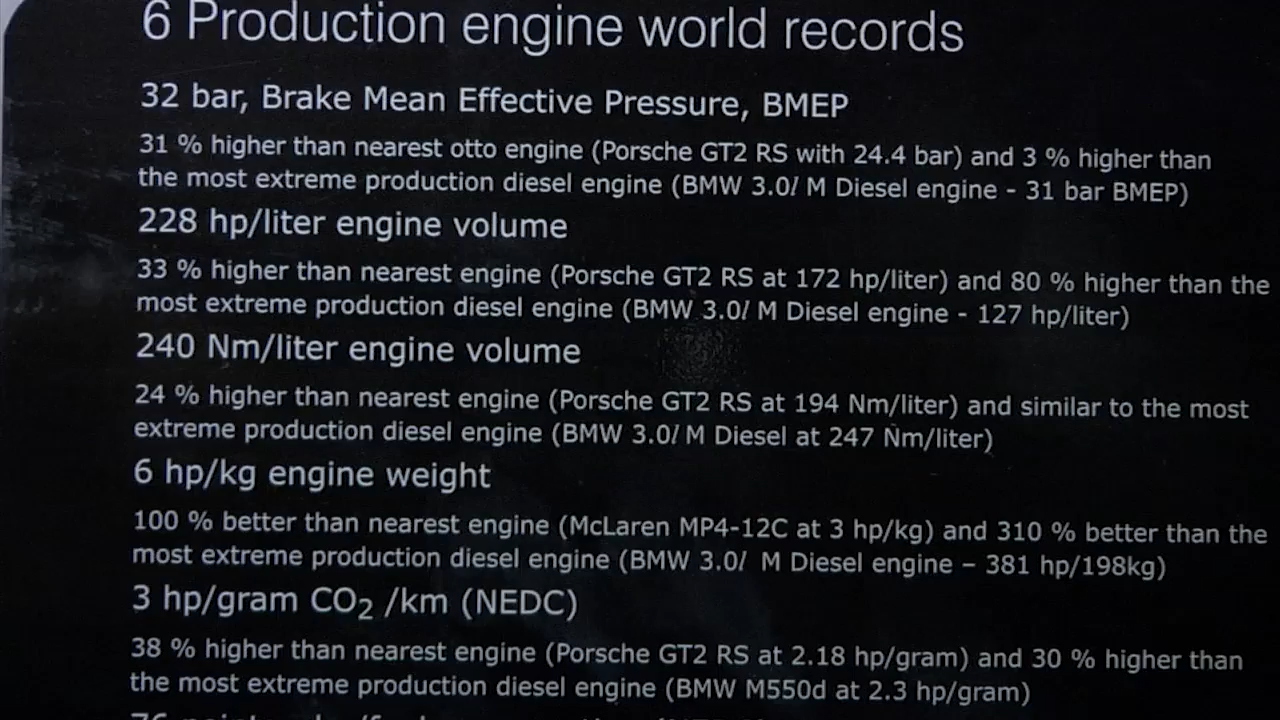 6 Production engine world records
32 bar, Brake Mean Effective Pressure, BMEP
31 % higher than nearest otto engine (Porsche GT2 RS with 24.4 bar) and 3 % higher than
the most extreme production diesel engine (BMW 3.0l M Diesel engine - 31 bar BMEP)
228 hp/liter engine volume
33 % higher than nearest engine (Porsche GT2 RS at 172 hp/liter) and 80 % higher than the
most extreme production diesel engine (BMW 3.0l M Diesel engine - 127 hp/liter)
240 Nm/liter engine volume
24 % higher than nearest engine (Porsche GT2 RS at 194 Nm/liter) and similar to the most
extreme production diesel engine (BMW 3.0l M Diesel at 247 Nm/liter)
6 hp/kg engine weight
100 % better than nearest engine (McLaren MP4-12C at 3 hp/kg) and 310 % better than the
most extreme production diesel engine (BMW 3.0l M Diesel engine – 381 hp/198kg)
3 hp/gram CO₂ /km (NEDC)
38 % higher than nearest engine (Porsche GT2 RS at 2.18 hp/gram) and 30 % higher than
the most extreme production diesel engine (BMW M550d at 2.3 hp/gram)